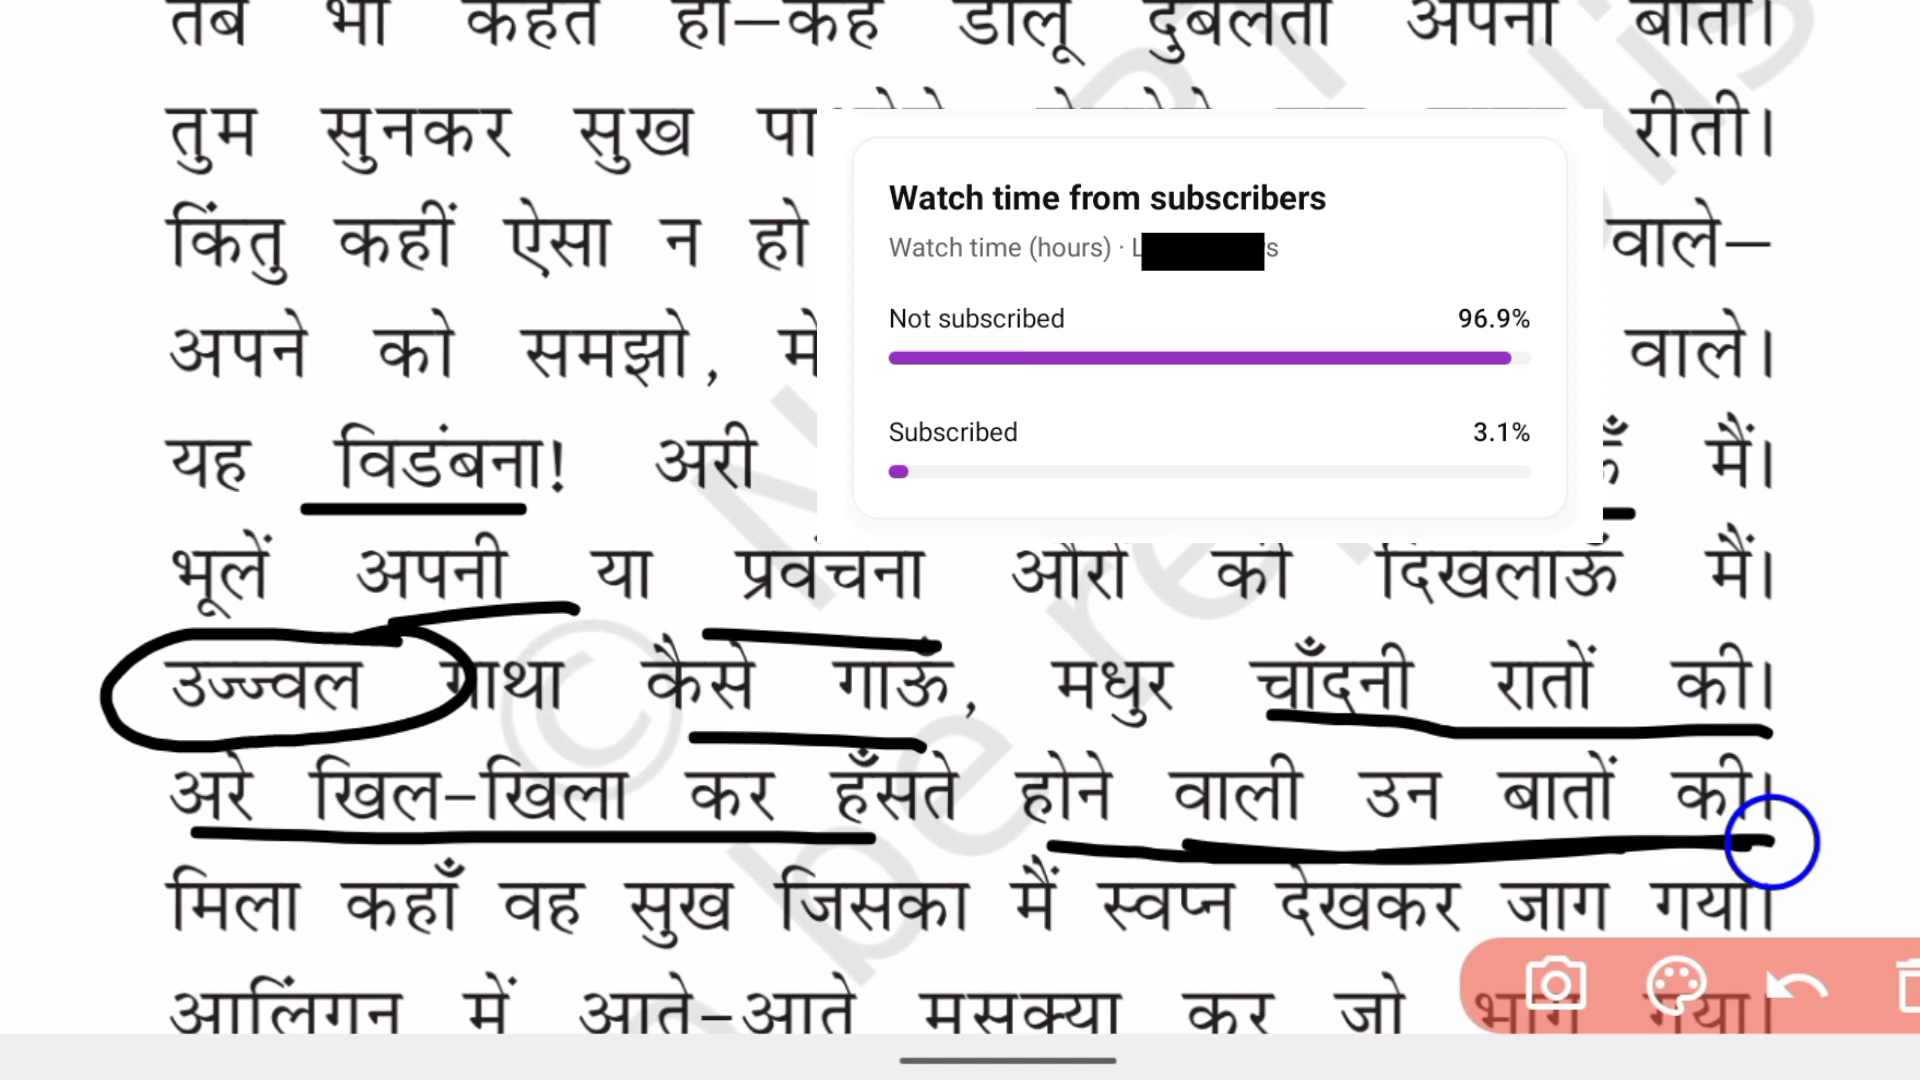 तब भी कहते हो–कह डालूँ दुर्बलता अपनी बीती।
तुम सुनकर सुख रीती।
किंतु कहीं ऐसा न हो वाले–
अपने को समझो, वाले।
यह विडंबना! अरी मैं।
भूलें अपनी या प्रवंचना औरों की दिखलाऊँ मैं।
उज्ज्वल गाथा कैसे गाऊँ, मधुर चाँदनी रातों की।
अरे खिल–खिला कर हँसते होने वाली उन बातों की।
मिला कहाँ वह सुख जिसका मैं स्वप्न देखकर जाग गया।
आलिंगन में आते–आते मुसक्या कर जो भाग गया।
Watch time from subscribers
Watch time (hours) ·
Not subscribed 96.9%
Subscribed 3.1%